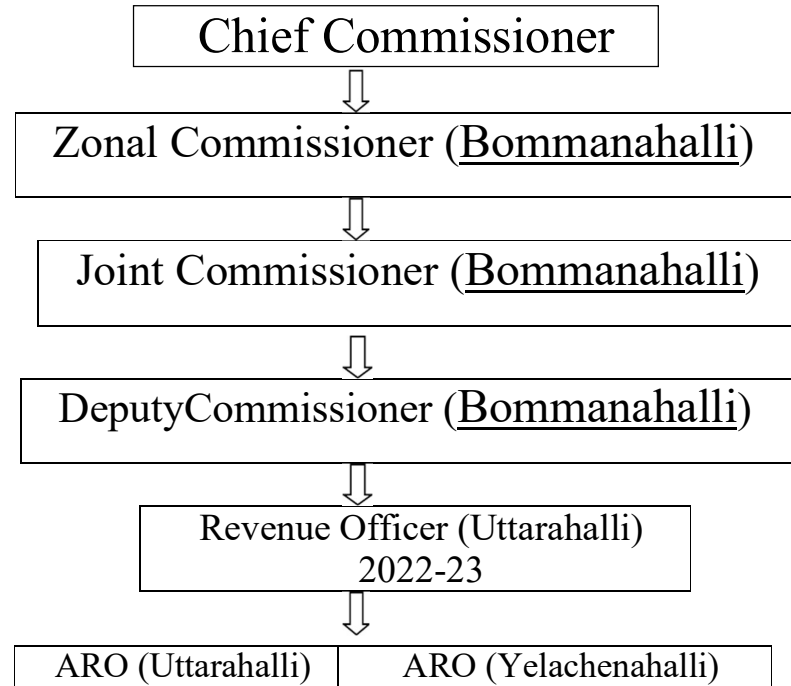 Chief Commissioner
Zonal Commissioner (Bommanahalli)
Joint Commissioner (Bommanahalli)
DeputyCommissioner (Bommanahalli)
Revenue Officer (Uttarahalli)
2022-23
ARO (Uttarahalli) ARO (Yelachenahalli)